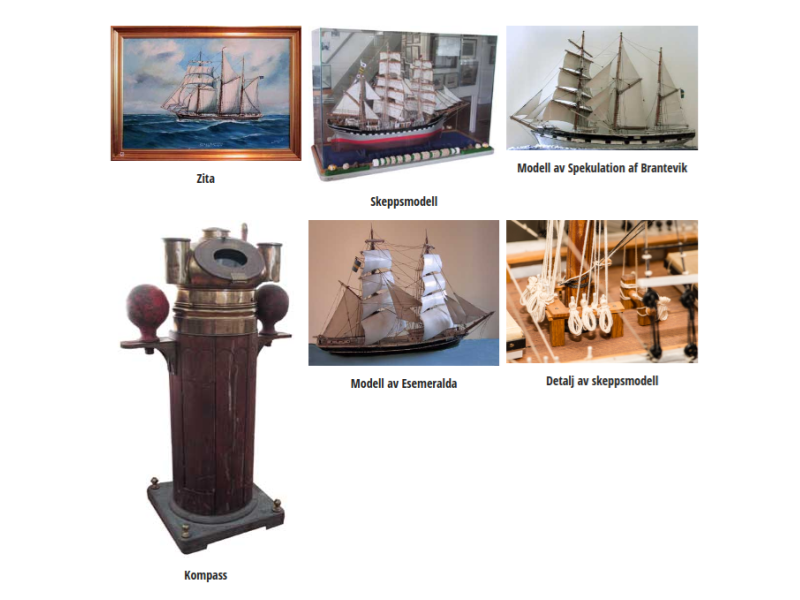 Zita
Skeppsmodell
Modell av Spekulation af Brantevik
Kompass
Modell av Esemeralda
Detalj av skeppsmodell